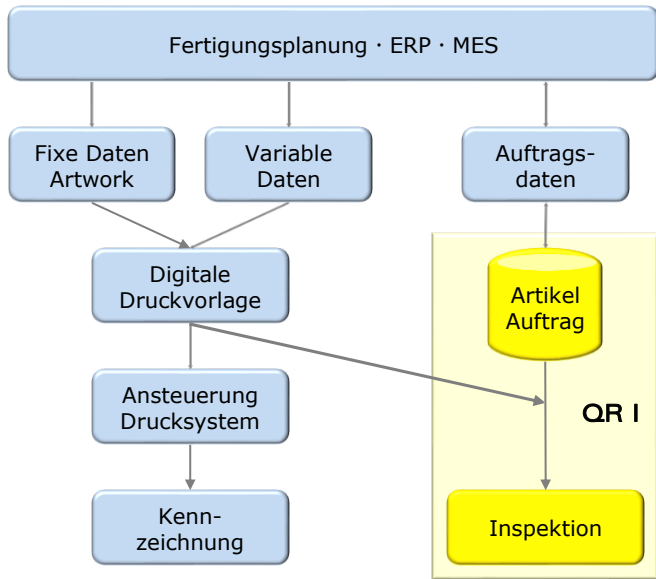 Fertigungsplanung · ERP · MES
Fixe Daten
Artwork
Variable
Daten
Auftrags-
daten
Digitale
Druckvorlage
Artikel
Auftrag
Ansteuerung
Drucksystem
QR I
Kenn-
zeichnung
Inspektion